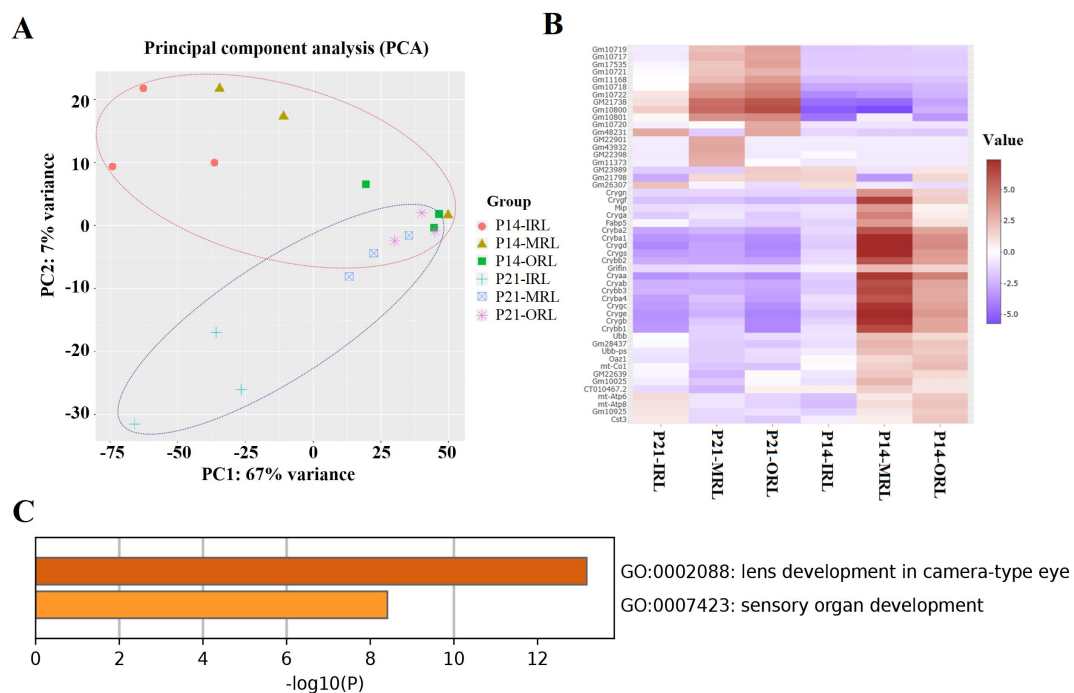 A
Principal component analysis (PCA)
PC2: 7% variance
20
10
0
-10
-20
-30
-75
-50
-25
0
25
50
PC1: 67% variance
Group
P14-IRL
P14-MRL
P14-ORL
P21-IRL
P21-MRL
P21-ORL
B
Gm10719
Gm10717
Gm17535
Gm10721
Gm11168
Gm10718
Gm10722
GM21738
Gm10800
Gm10801
Gm10720
Gm48231
GM22901
Gm43932
GM22398
Gm11373
GM23989
Gm21798
Gm26307
Crygn
Crygf
Mip
Cryga
Fabp5
Cryba2
Cryba1
Crygd
Crygs
Crybb2
Grifin
Cryaa
Cryab
Crybb3
Cryba4
Crygc
Cryge
Crygb
Crybb1
Ubb
Gm28437
Ubb-ps
Oaz1
mt-Co1
GM22639
Gm10025
CT010467.2
mt-Atp6
mt-Atp8
Gm10925
Cst3
P21-IRL
P21-MRL
P21-ORL
P14-IRL
P14-MRL
P14-ORL
Value
5.0
2.5
0.0
-2.5
-5.0
C
GO:0002088: lens development in camera-type eye
GO:0007423: sensory organ development
0
2
4
6
8
10
12
-log10(P)